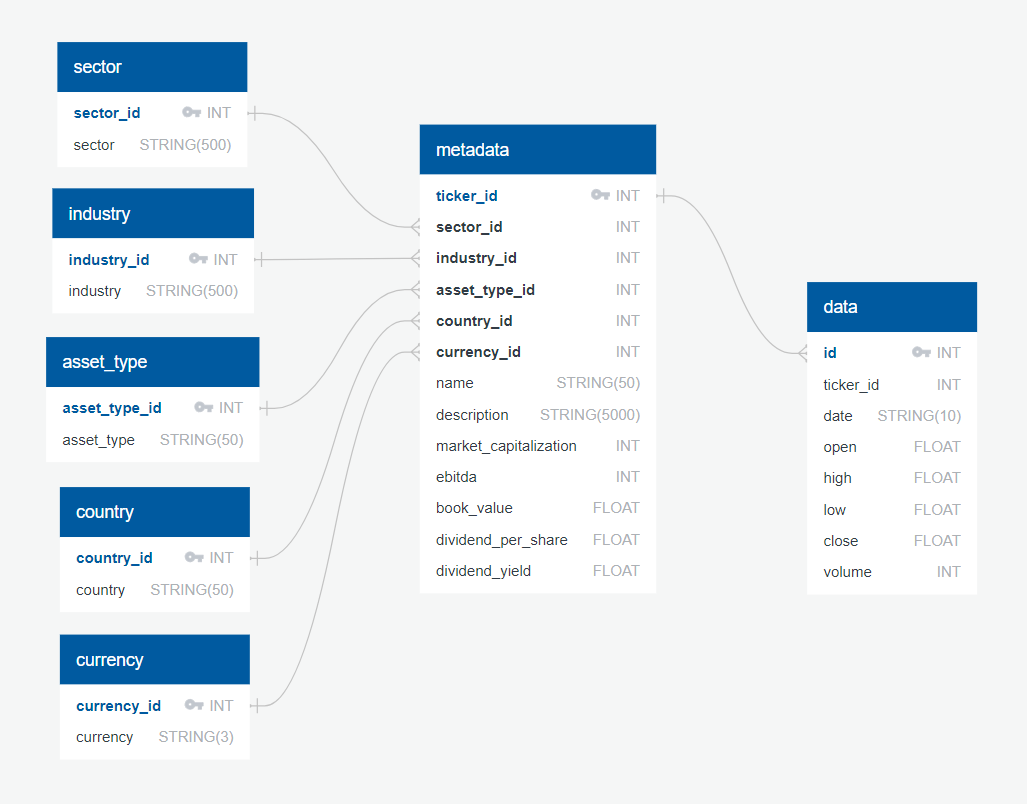 sector
sector_id INT
sector STRING(500)
industry
industry_id INT
industry STRING(500)
asset_type
asset_type_id INT
asset_type STRING(50)
country
country_id INT
country STRING(50)
currency
currency_id INT
currency STRING(3)
metadata
ticker_id INT
sector_id INT
industry_id INT
asset_type_id INT
country_id INT
currency_id INT
name STRING(50)
description STRING(5000)
market_capitalization INT
ebitda INT
book_value FLOAT
dividend_per_share FLOAT
dividend_yield FLOAT
data
id INT
ticker_id INT
date STRING(10)
open FLOAT
high FLOAT
low FLOAT
close FLOAT
volume INT